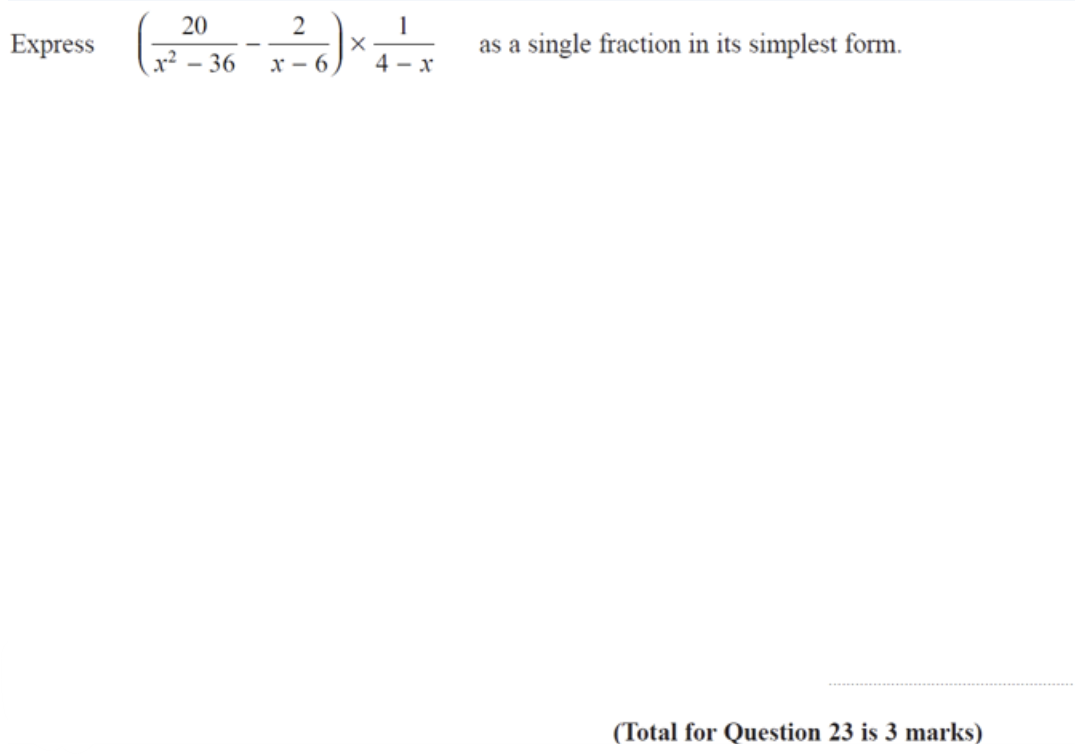 Express (20/(x² − 36) − 2/(x − 6)) × 1/(4 − x) as a single fraction in its simplest form.
(Total for Question 23 is 3 marks)